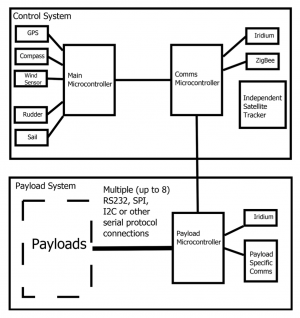 Control System
GPS
Compass
Wind
Sensor
Rudder
Sail
Main
Microcontroller
Comms
Microcontroller
Iridium
ZigBee
Independent
Satellite
Tracker
Payload System
Multiple (up to 8)
RS232, SPI,
I2C or other
serial protocol
connections
Payloads
Payload
Microcontroller
Iridium
Payload
Specific
Comms